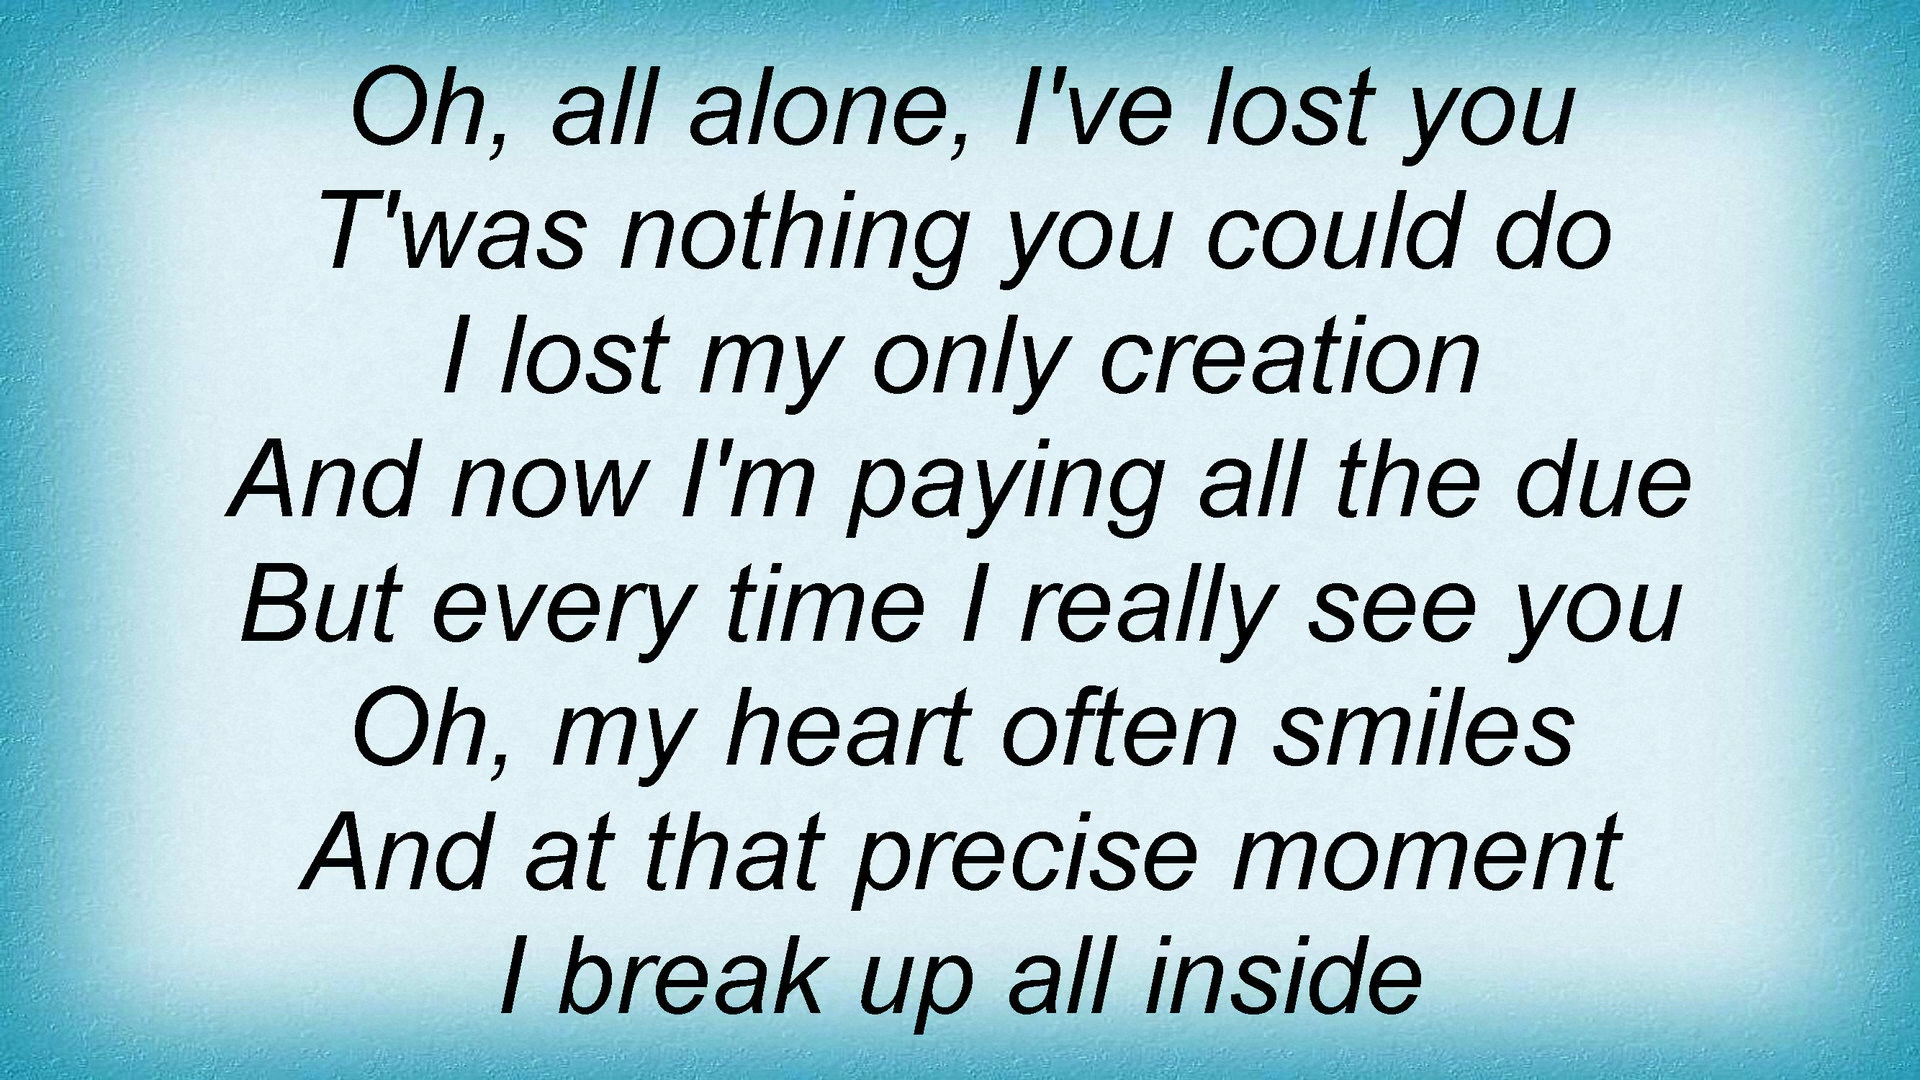 Oh, all alone, I've lost you
T'was nothing you could do
I lost my only creation
And now I'm paying all the due
But every time I really see you
Oh, my heart often smiles
And at that precise moment
I break up all inside